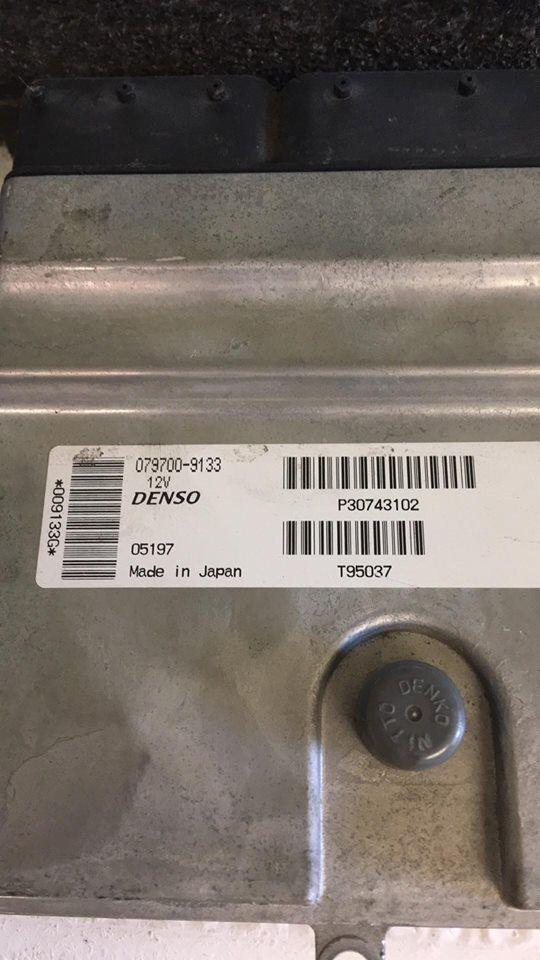 079700-9133
12V
DENSO
*009133G*
P30743102
05197
Made in Japan
T95037
DENKO
NITTO